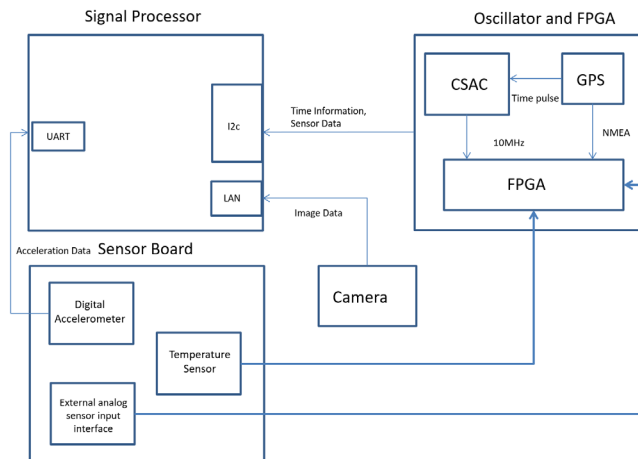 Signal Processor
Oscillator and FPGA
CSAC
GPS
Time pulse
I2c
Time Information,
Sensor Data
UART
10MHz
NMEA
FPGA
LAN
Image Data
Acceleration Data
Sensor Board
Camera
Digital
Accelerometer
Temperature
Sensor
External analog
sensor input
interface